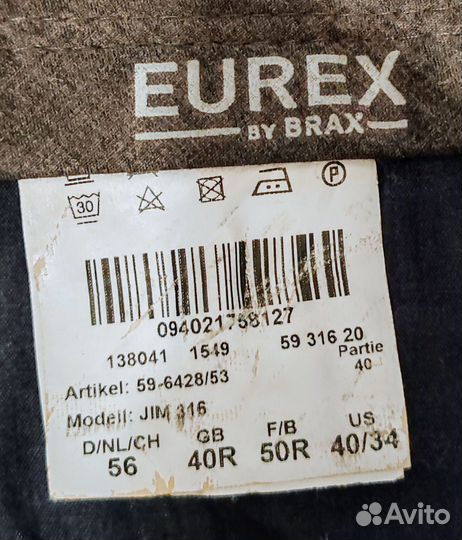 EUREX
BY BRAX
30 P
094021758127
138041 1549 59 316 20
Partie
40
Artikel: 59-6428/53
Modell: JIM 316
D/NL/CH GB F/B US
56 40R 50R 40/34
Avito